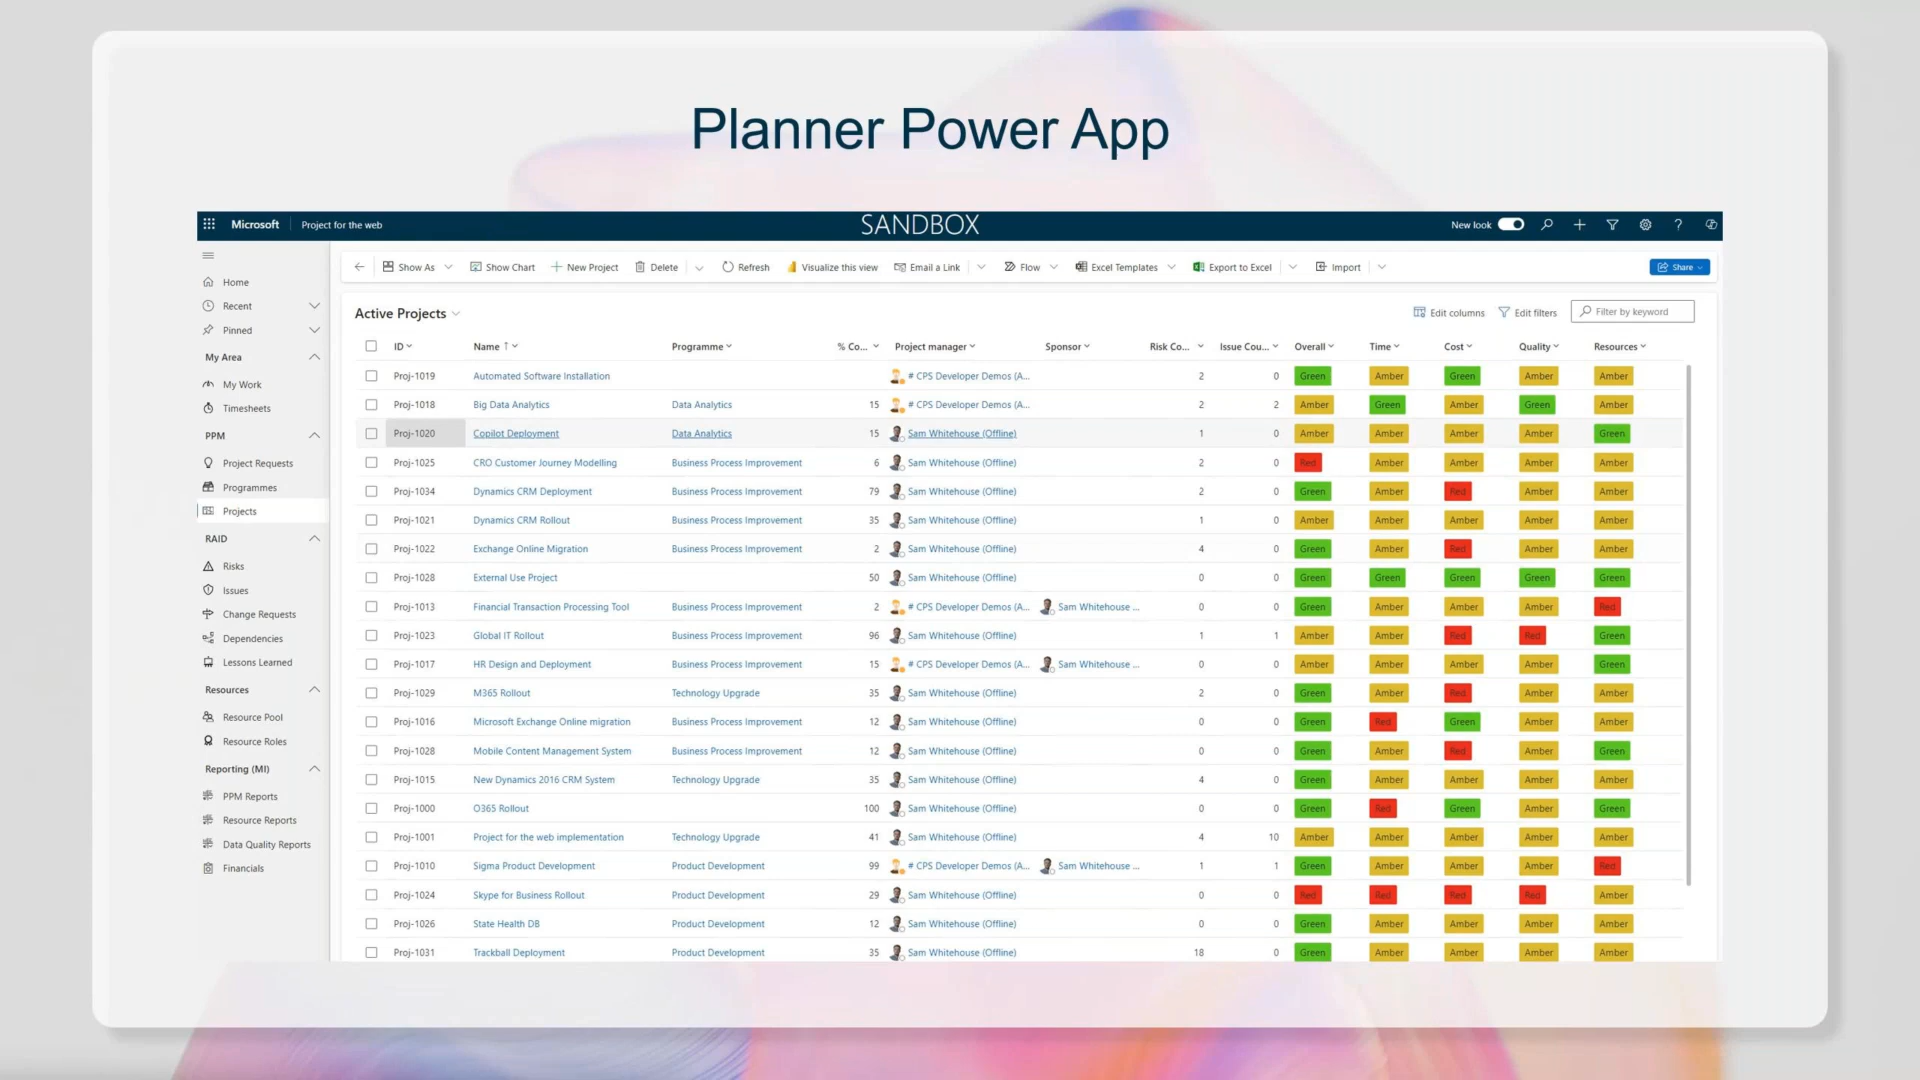 Planner Power App
Microsoft Project for the web SANDBOX New look
Show As Show Chart New Project Delete Refresh Visualize this view Email a Link Flow Excel Templates Export to Excel Import Share
Home
Recent
Pinned
My Area
My Work
Timesheets
PPM
Project Requests
Programmes
Projects
RAID
Risks
Issues
Change Requests
Dependencies
Lessons Learned
Resources
Resource Pool
Resource Roles
Reporting (MI)
PPM Reports
Resource Reports
Data Quality Reports
Financials
Active Projects Edit columns Edit filters Filter by keyword
ID Name ↑ Programme % Co... Project manager Sponsor Risk Co... Issue Cou... Overall Time Cost Quality Resources
Proj-1019 Automated Software Installation # CPS Developer Demos (A... 2 0 Green Amber Green Amber Amber
Proj-1018 Big Data Analytics Data Analytics 15 # CPS Developer Demos (A... 2 2 Amber Green Amber Green Amber
Proj-1020 Copilot Deployment Data Analytics 15 Sam Whitehouse (Offline) 1 0 Amber Amber Amber Amber Green
Proj-1025 CRO Customer Journey Modelling Business Process Improvement 6 Sam Whitehouse (Offline) 2 0 Red Amber Amber Amber Amber
Proj-1034 Dynamics CRM Deployment Business Process Improvement 79 Sam Whitehouse (Offline) 2 0 Green Amber Red Amber Amber
Proj-1021 Dynamics CRM Rollout Business Process Improvement 35 Sam Whitehouse (Offline) 1 0 Amber Amber Amber Amber Amber
Proj-1022 Exchange Online Migration Business Process Improvement 2 Sam Whitehouse (Offline) 4 0 Green Amber Red Amber Amber
Proj-1028 External Use Project 50 Sam Whitehouse (Offline) 0 0 Green Green Green Green Green
Proj-1013 Financial Transaction Processing Tool Business Process Improvement 2 # CPS Developer Demos (A... Sam Whitehouse ... 0 0 Green Amber Amber Amber Red
Proj-1023 Global IT Rollout Business Process Improvement 96 Sam Whitehouse (Offline) 1 1 Amber Amber Red Red Green
Proj-1017 HR Design and Deployment Business Process Improvement 15 # CPS Developer Demos (A... Sam Whitehouse ... 0 0 Amber Amber Amber Amber Green
Proj-1029 M365 Rollout Technology Upgrade 35 Sam Whitehouse (Offline) 2 0 Green Amber Red Amber Amber
Proj-1016 Microsoft Exchange Online migration Business Process Improvement 12 Sam Whitehouse (Offline) 0 0 Green Red Green Amber Amber
Proj-1028 Mobile Content Management System Business Process Improvement 12 Sam Whitehouse (Offline) 0 0 Green Amber Red Amber Green
Proj-1015 New Dynamics 2016 CRM System Technology Upgrade 35 Sam Whitehouse (Offline) 4 0 Green Amber Amber Amber Amber
Proj-1000 O365 Rollout 100 Sam Whitehouse (Offline) 0 0 Green Red Green Amber Green
Proj-1001 Project for the web implementation Technology Upgrade 41 Sam Whitehouse (Offline) 4 10 Amber Amber Amber Amber Amber
Proj-1010 Sigma Product Development Product Development 99 # CPS Developer Demos (A... Sam Whitehouse ... 1 1 Green Amber Amber Amber Red
Proj-1024 Skype for Business Rollout Product Development 29 Sam Whitehouse (Offline) 0 0 Red Red Red Red Amber
Proj-1026 State Health DB Product Development 12 Sam Whitehouse (Offline) 0 0 Green Amber Amber Amber Amber
Proj-1031 Trackball Deployment Product Development 35 Sam Whitehouse (Offline) 18 0 Green Amber Amber Amber Amber